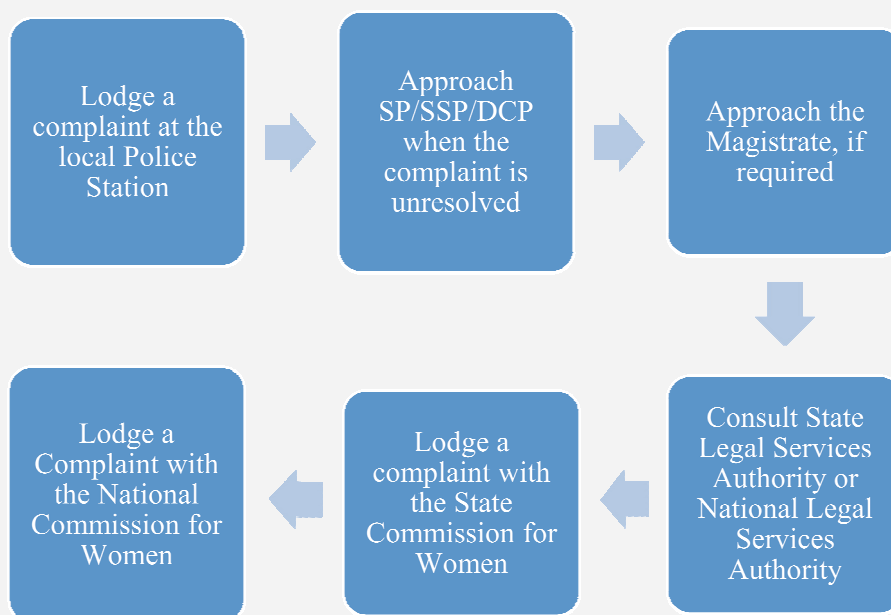 Lodge a
complaint at the
local Police
Station
Approach
SP/SSP/DCP
when the
complaint is
unresolved
Approach the
Magistrate, if
required
Consult State
Legal Services
Authority or
National Legal
Services
Authority
Lodge a
complaint with
the State
Commission for
Women
Lodge a
Complaint with
the National
Commission for
Women